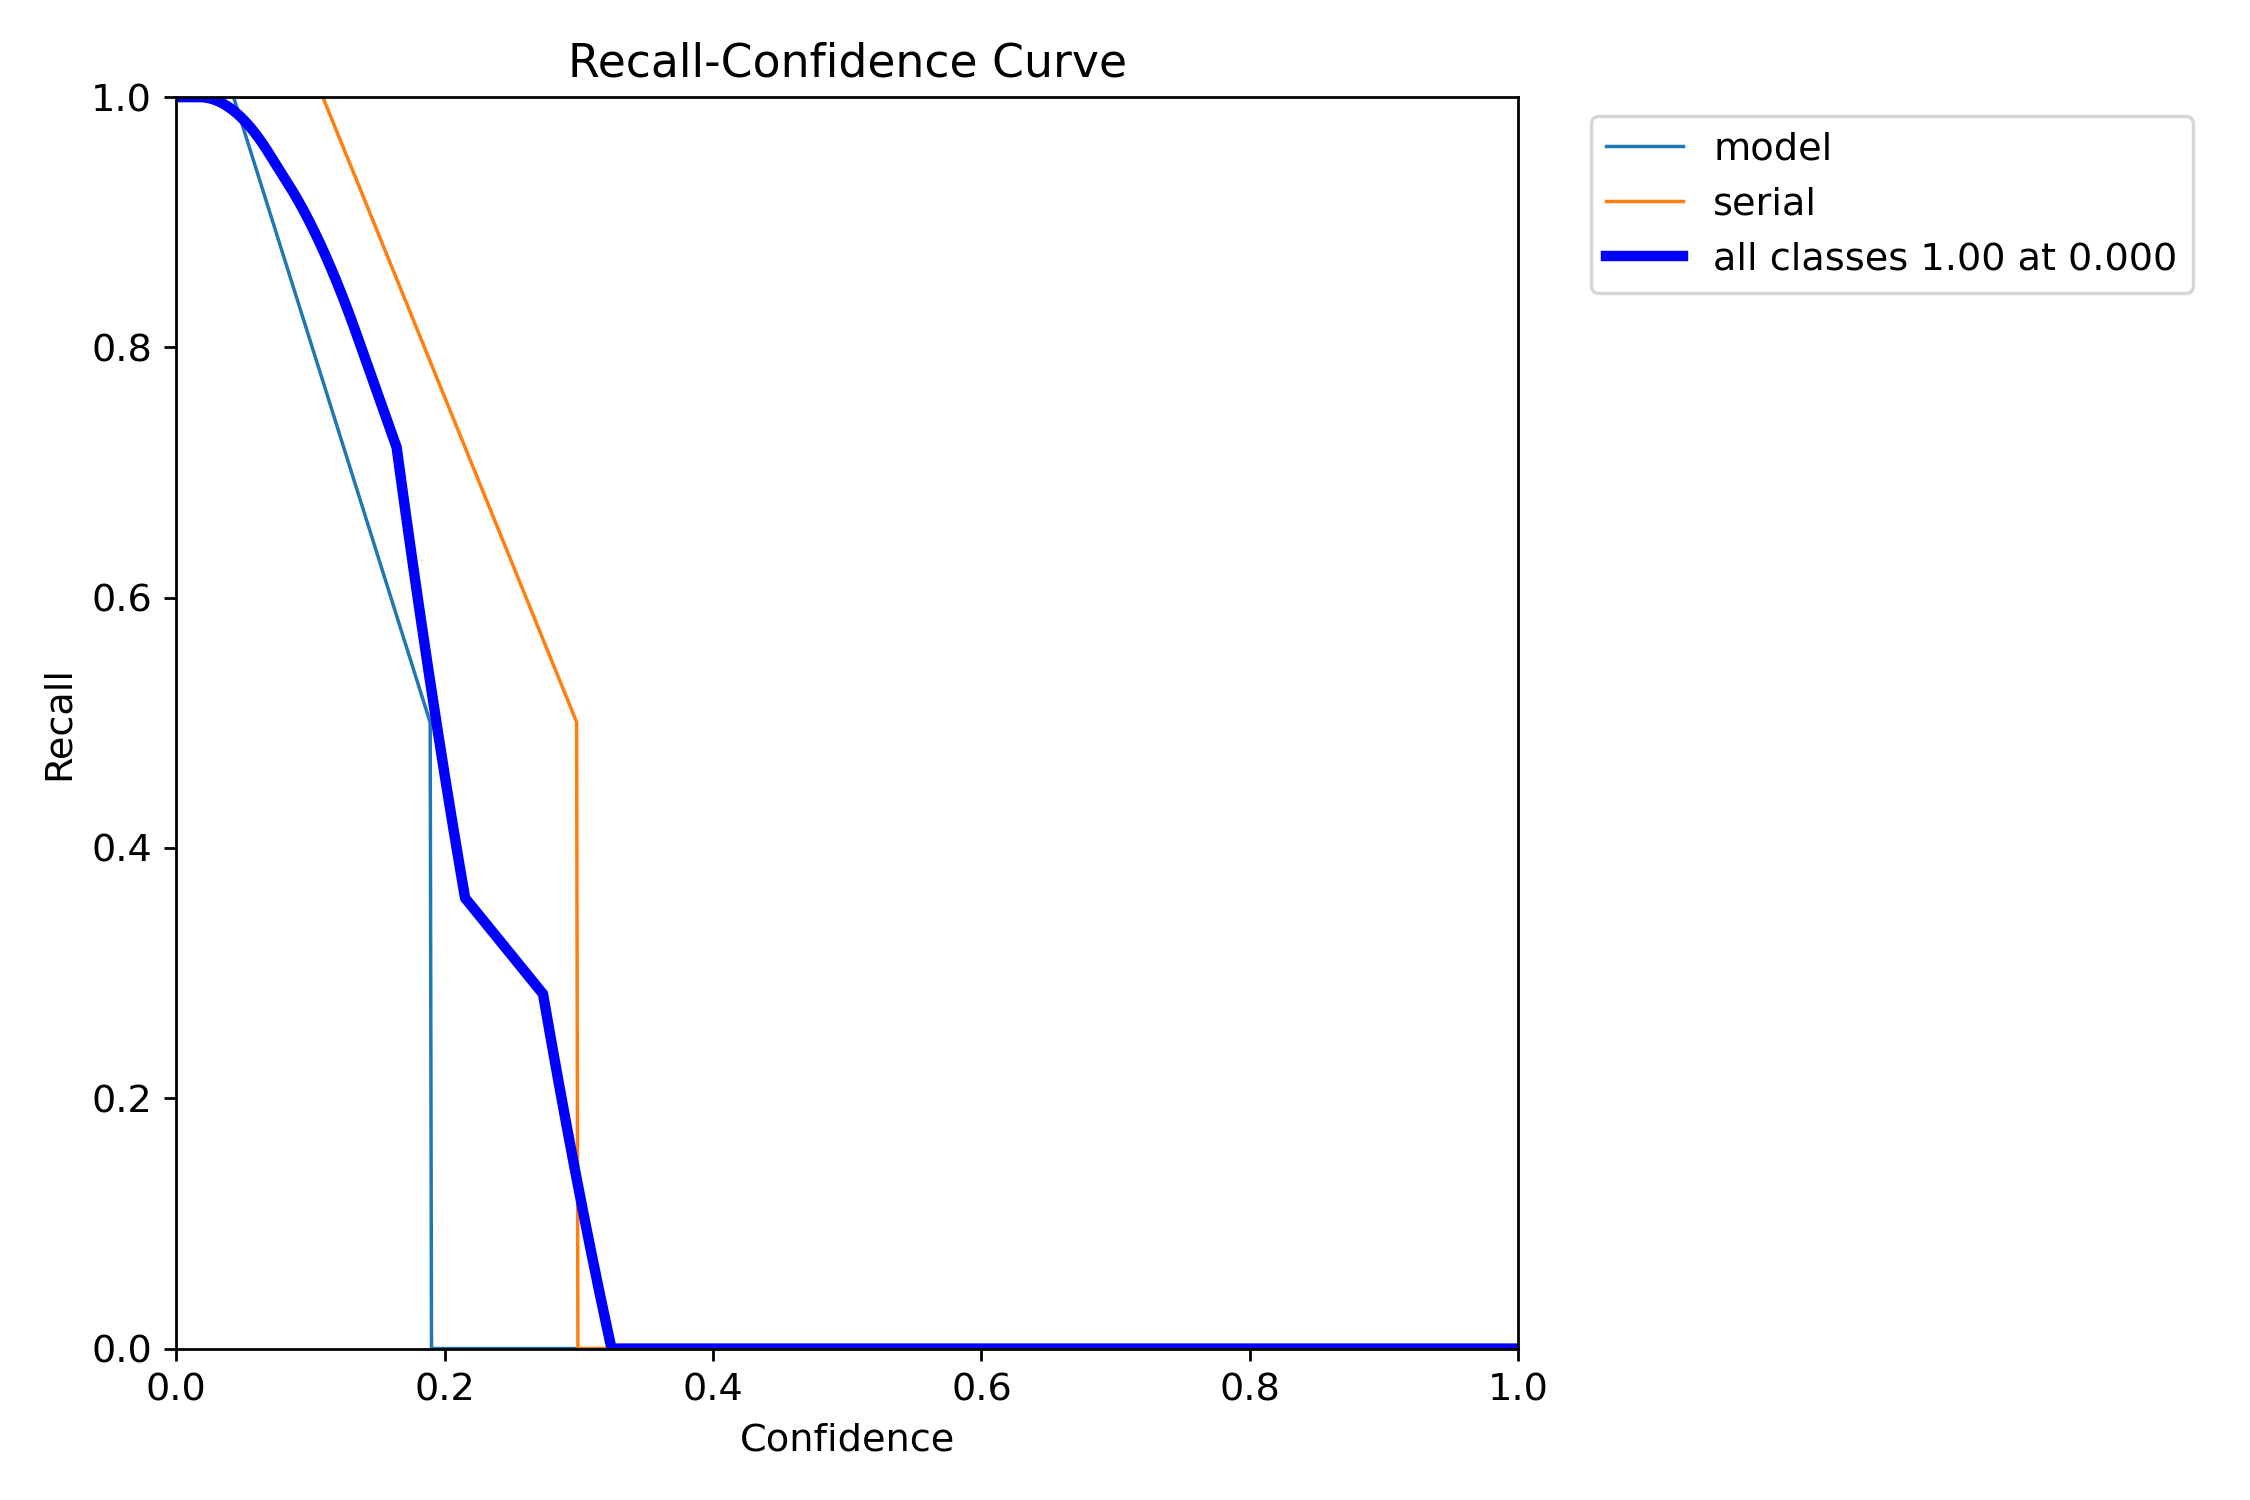 Recall-Confidence Curve
1.0
0.8
0.6
0.4
0.2
0.0
Recall
0.0 0.2 0.4 0.6 0.8 1.0
Confidence
model
serial
all classes 1.00 at 0.000